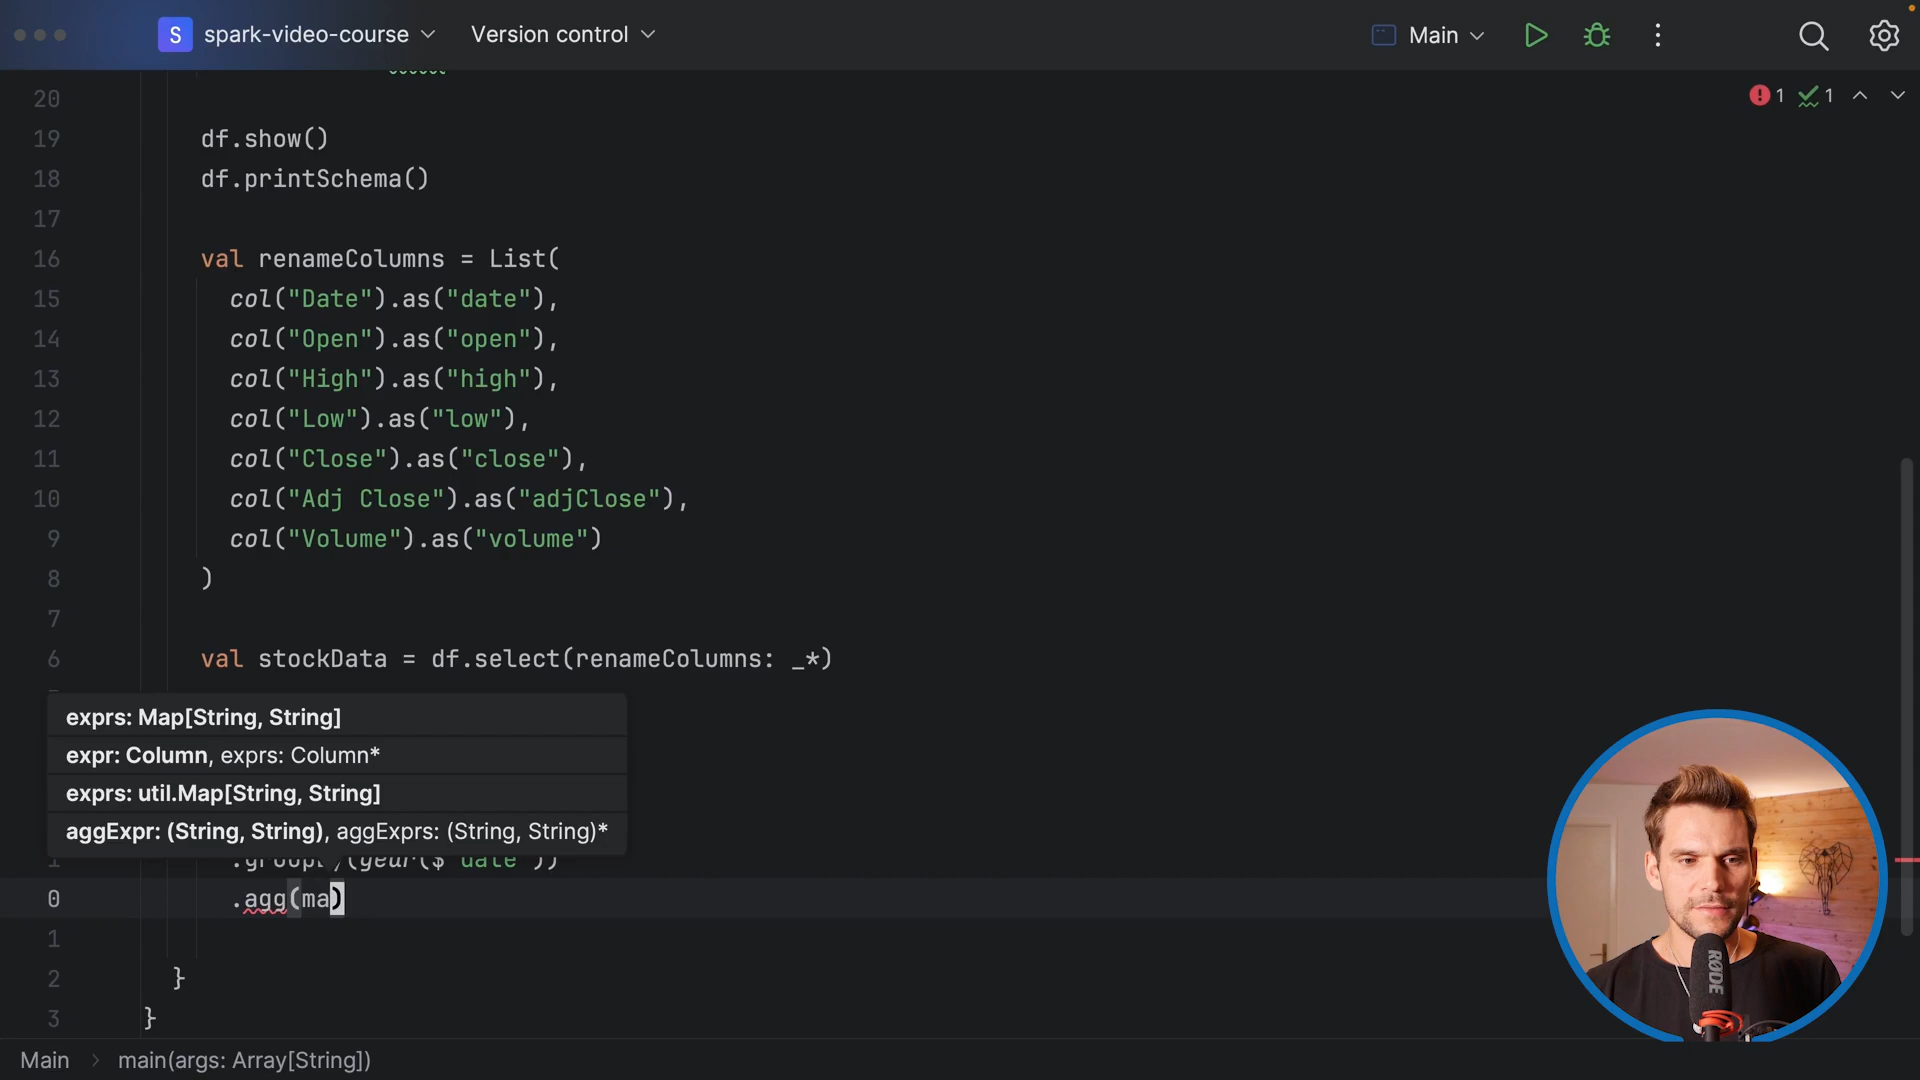 S spark-video-course Version control Main
20
1 1
19 df.show()
18 df.printSchema()
17
16 val renameColumns = List(
15 col("Date").as("date"),
14 col("Open").as("open"),
13 col("High").as("high"),
12 col("Low").as("low"),
11 col("Close").as("close"),
10 col("Adj Close").as("adjClose"),
9 col("Volume").as("volume")
8 )
7
6 val stockData = df.select(renameColumns: _*)
exprs: Map[String, String]
expr: Column, exprs: Column*
exprs: util.Map[String, String]
aggExpr: (String, String), aggExprs: (String, String)*
1 (year($ date ))
0 .agg(ma)
1
2 }
3 }
RØDE
Main > main(args: Array[String])